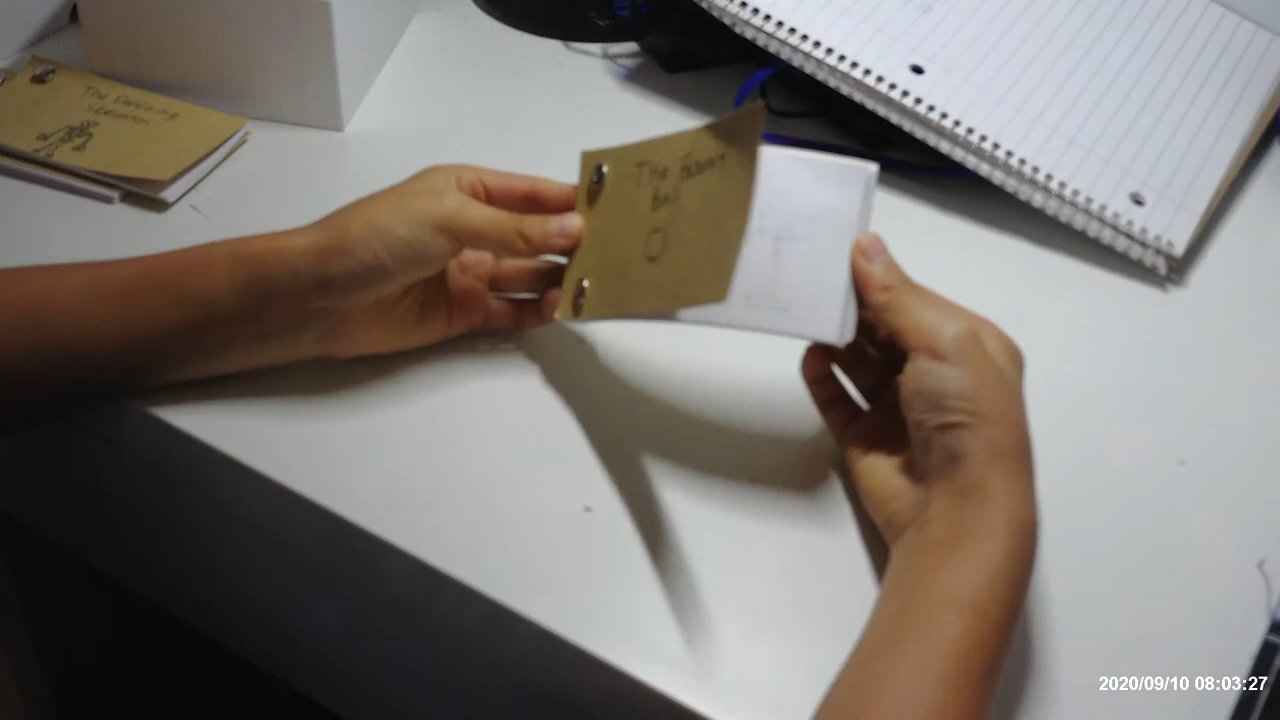 The Dancing
Skeleton
The
Ball
2020/09/10 08:03:27